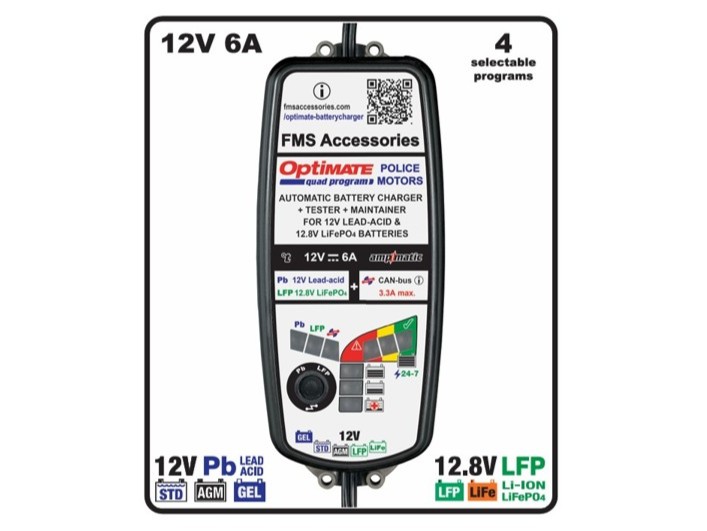 12V 6A
4
selectable
programs
fmsaccessories.com
/optimate-batterycharger
FMS Accessories
OPTIMATE POLICE
quad program MOTORS
AUTOMATIC BATTERY CHARGER
+ TESTER + MAINTAINER
FOR 12V LEAD-ACID &
12.8V LiFePO4 BATTERIES
°C 12V 6A ampmatic
Pb 12V Lead-acid + CAN-bus
LFP 12.8V LiFePO4 3.3A max.
Pb LFP
24-7
Pb LFP
12V
GEL STD AGM LFP LiFe
12V Pb LEAD ACID
STD AGM GEL
12.8V LFP
LFP LiFe Li-ION
LiFePO4